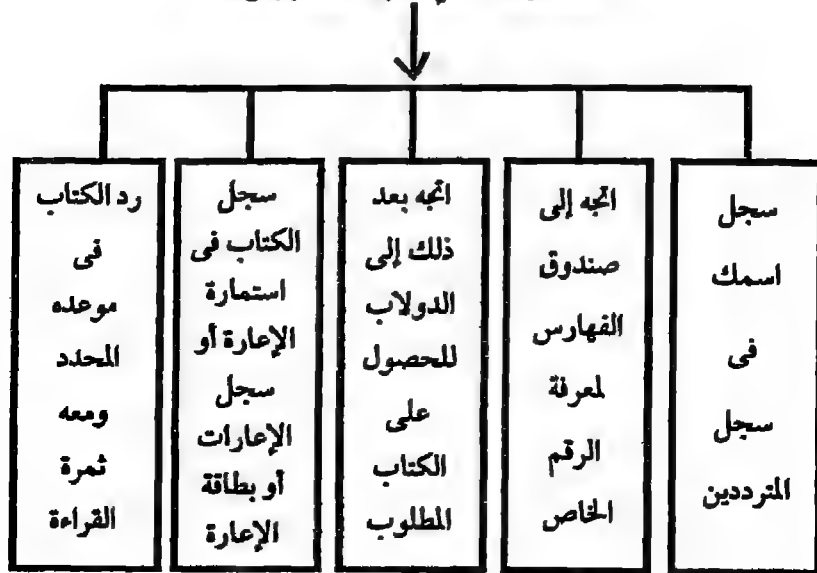 سجل
اسمك
فى
سجل
المترددين
اتجه إلى
صندوق
الفهارس
لمعرفة
الرقم
الخاص
اتجه بعد
ذلك إلى
الدولاب
للحصول
على
الكتاب
المطلوب
سجل
الكتاب فى
استمارة
الإعارة أو
سجل
الإعارات
أو بطاقة
الإعارة
رد الكتاب
فى
موعده
المحدد
ومعه
ثمرة
القراءة